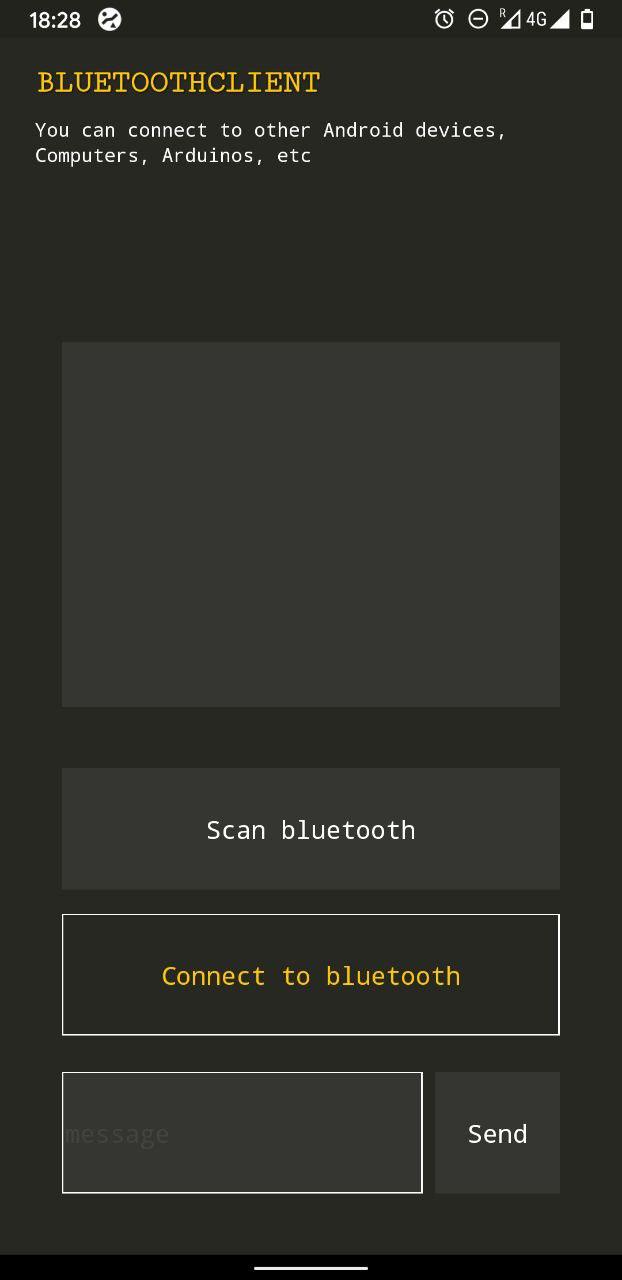 18:28
R 4G
BLUETOOTHCLIENT
You can connect to other Android devices,
Computers, Arduinos, etc
Scan bluetooth
Connect to bluetooth
message
Send